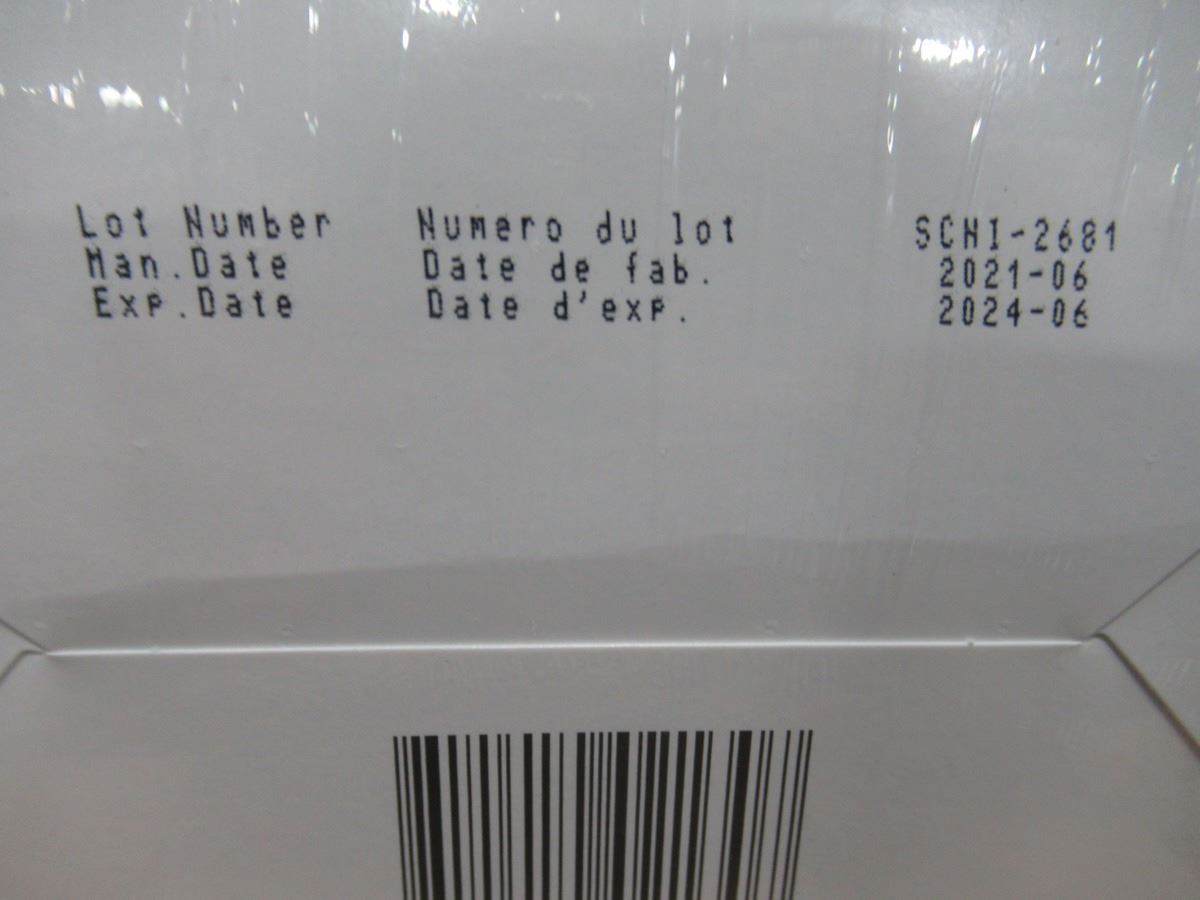 Lot Number Numero du lot SCHI-2681
Man.Date Date de fab. 2021-06
Exp.Date Date d'exp. 2024-06